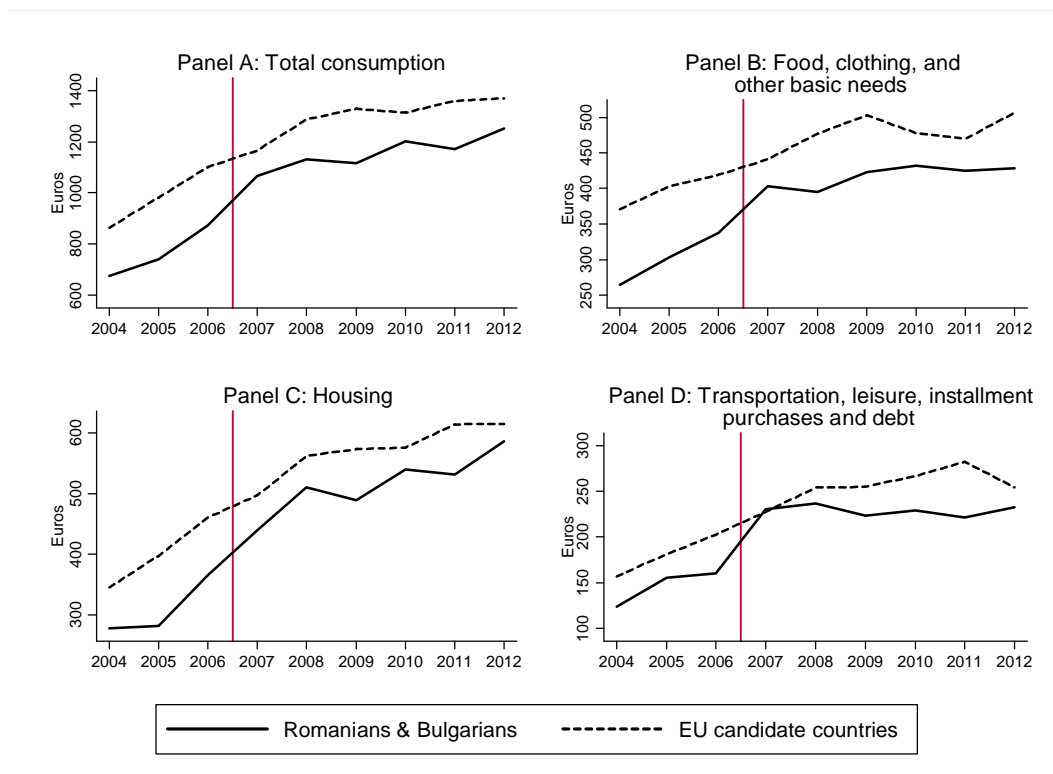 Panel A: Total consumption
Euros
1400
1200
1000
800
600
2004 2005 2006 2007 2008 2009 2010 2011 2012
Panel B: Food, clothing, and
other basic needs
Euros
500
450
400
350
300
250
2004 2005 2006 2007 2008 2009 2010 2011 2012
Panel C: Housing
Euros
600
500
400
300
2004 2005 2006 2007 2008 2009 2010 2011 2012
Panel D: Transportation, leisure, installment
purchases and debt
Euros
300
250
200
150
100
2004 2005 2006 2007 2008 2009 2010 2011 2012
Romanians & Bulgarians EU candidate countries